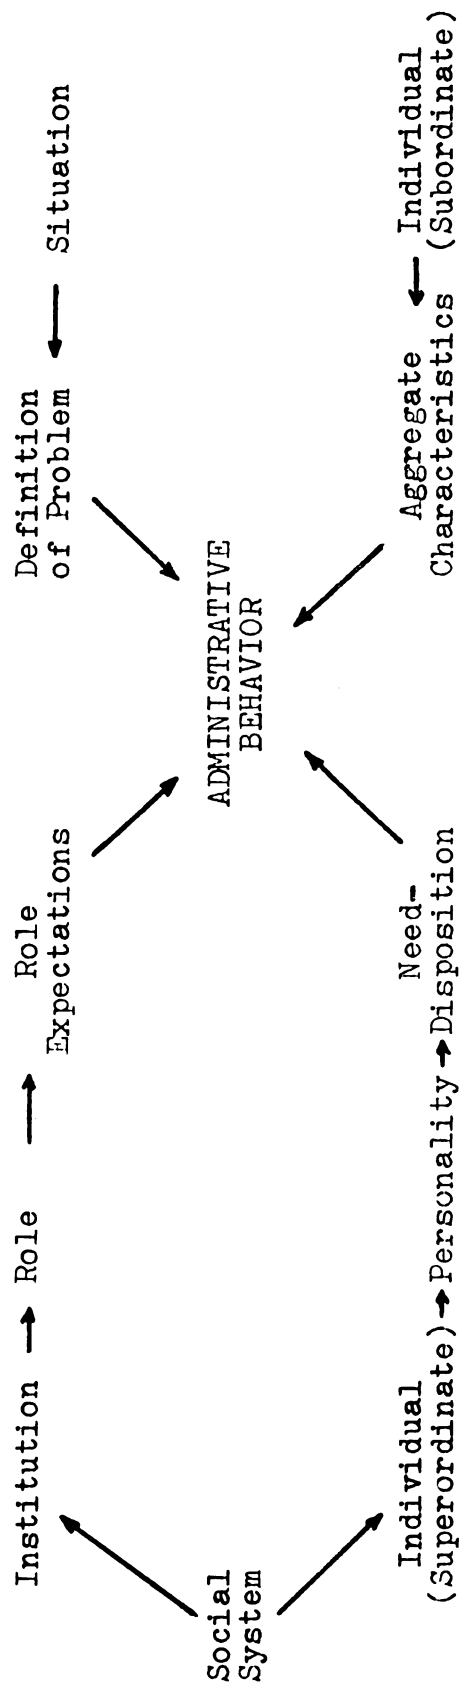 Institution → Role → Role
Expectations
Definition
of Problem ← Situation
Social
System
ADMINISTRATIVE
BEHAVIOR
Individual
(Superordinate) → Personality → Need-
Disposition
Aggregate
Characteristics ← Individual
(Subordinate)